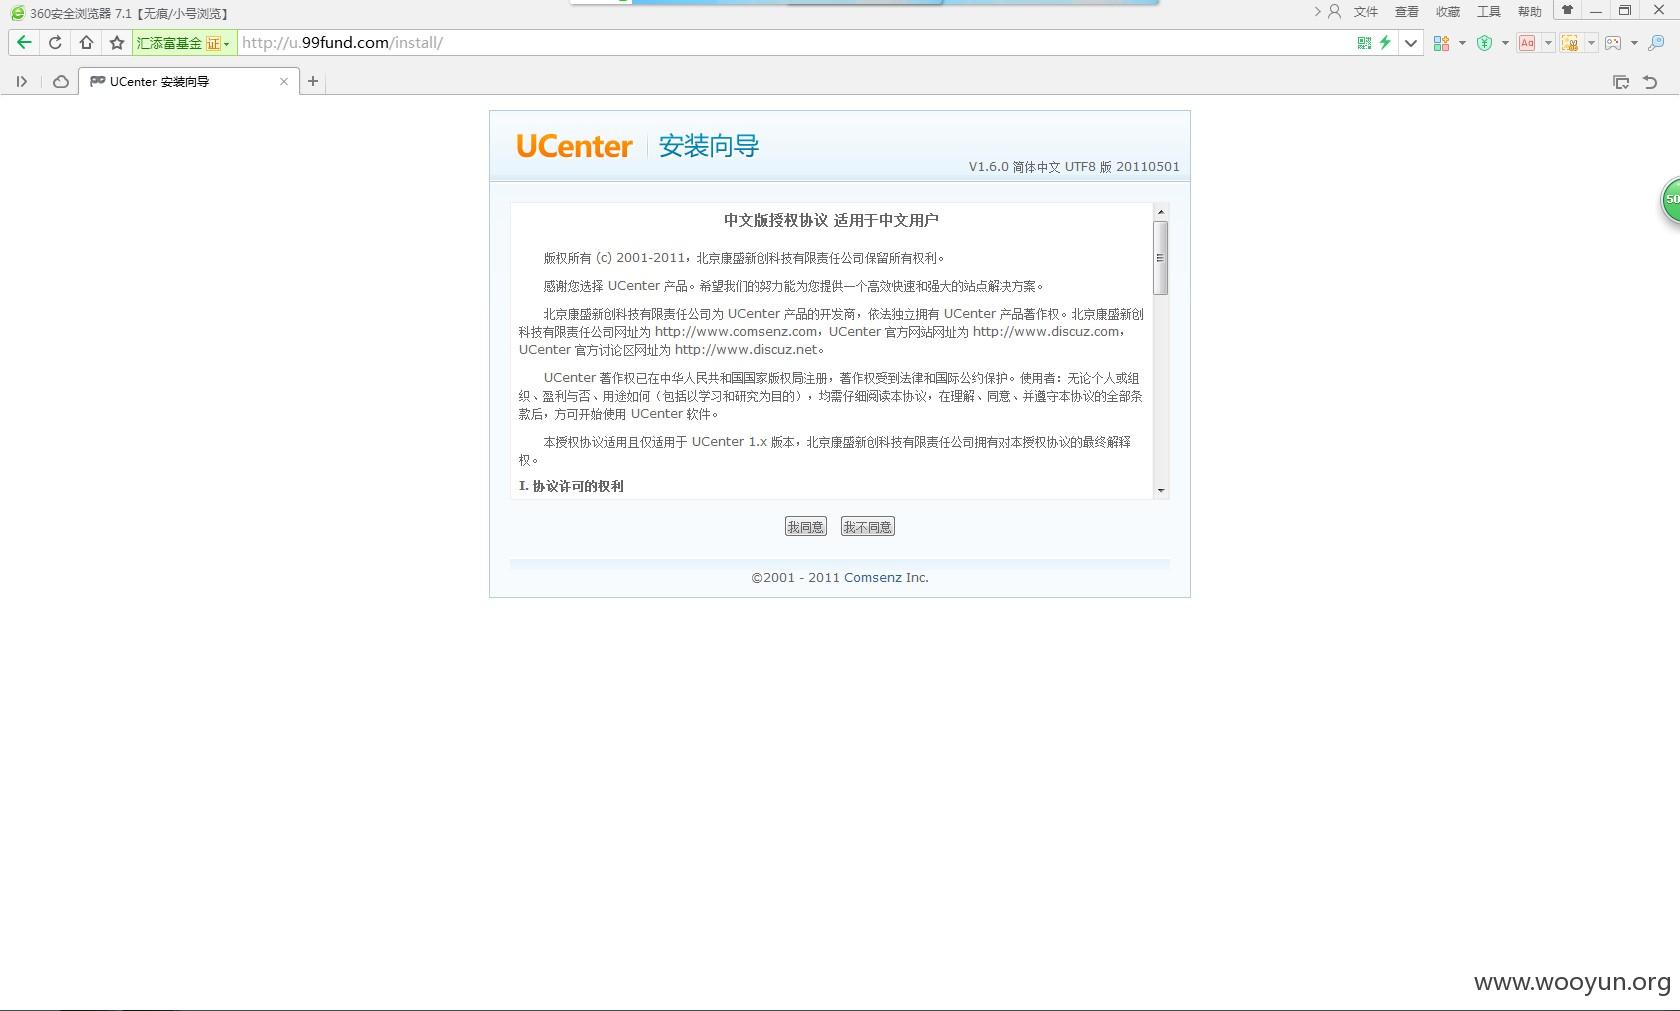 360安全浏览器 7.1【无痕/小号浏览】
文件 查看 收藏 工具 帮助
汇添富基金 证 http://u.99fund.com/install/
UCenter 安装向导
UCenter 安装向导
V1.6.0 简体中文 UTF8 版 20110501
50
中文版授权协议 适用于中文用户
版权所有 (c) 2001-2011，北京康盛新创科技有限责任公司保留所有权利。
感谢您选择 UCenter 产品。希望我们的努力能为您提供一个高效快速和强大的站点解决方案。
北京康盛新创科技有限责任公司为 UCenter 产品的开发商，依法独立拥有 UCenter 产品著作权。北京康盛新创
科技有限责任公司网址为 http://www.comsenz.com，UCenter 官方网站网址为 http://www.discuz.com，
UCenter 官方讨论区网址为 http://www.discuz.net。
UCenter 著作权已在中华人民共和国国家版权局注册，著作权受到法律和国际公约保护。使用者：无论个人或组
织、盈利与否、用途如何（包括以学习和研究为目的），均需仔细阅读本协议，在理解、同意、并遵守本协议的全部条
款后，方可开始使用 UCenter 软件。
本授权协议适用且仅适用于 UCenter 1.x 版本，北京康盛新创科技有限责任公司拥有对本授权协议的最终解释
权。
I. 协议许可的权利
我同意 我不同意
©2001 - 2011 Comsenz Inc.
www.wooyun.org